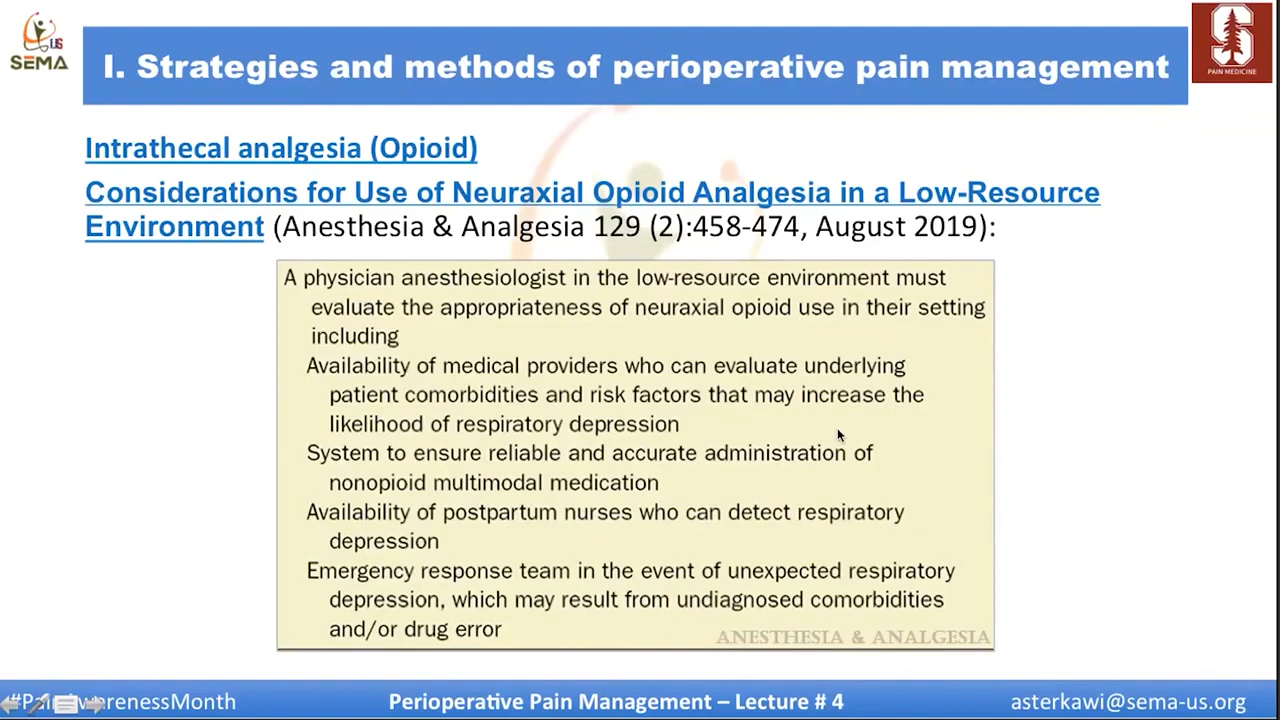 US
SEMA
I. Strategies and methods of perioperative pain management
S
PAIN MEDICINE
Intrathecal analgesia (Opioid)
Considerations for Use of Neuraxial Opioid Analgesia in a Low-Resource
Environment (Anesthesia & Analgesia 129 (2):458-474, August 2019):
A physician anesthesiologist in the low-resource environment must
evaluate the appropriateness of neuraxial opioid use in their setting
including
Availability of medical providers who can evaluate underlying
patient comorbidities and risk factors that may increase the
likelihood of respiratory depression
System to ensure reliable and accurate administration of
nonopioid multimodal medication
Availability of postpartum nurses who can detect respiratory
depression
Emergency response team in the event of unexpected respiratory
depression, which may result from undiagnosed comorbidities
and/or drug error
ANESTHESIA & ANALGESIA
#PainAwarenessMonth
Perioperative Pain Management – Lecture # 4
asterkawi@sema-us.org